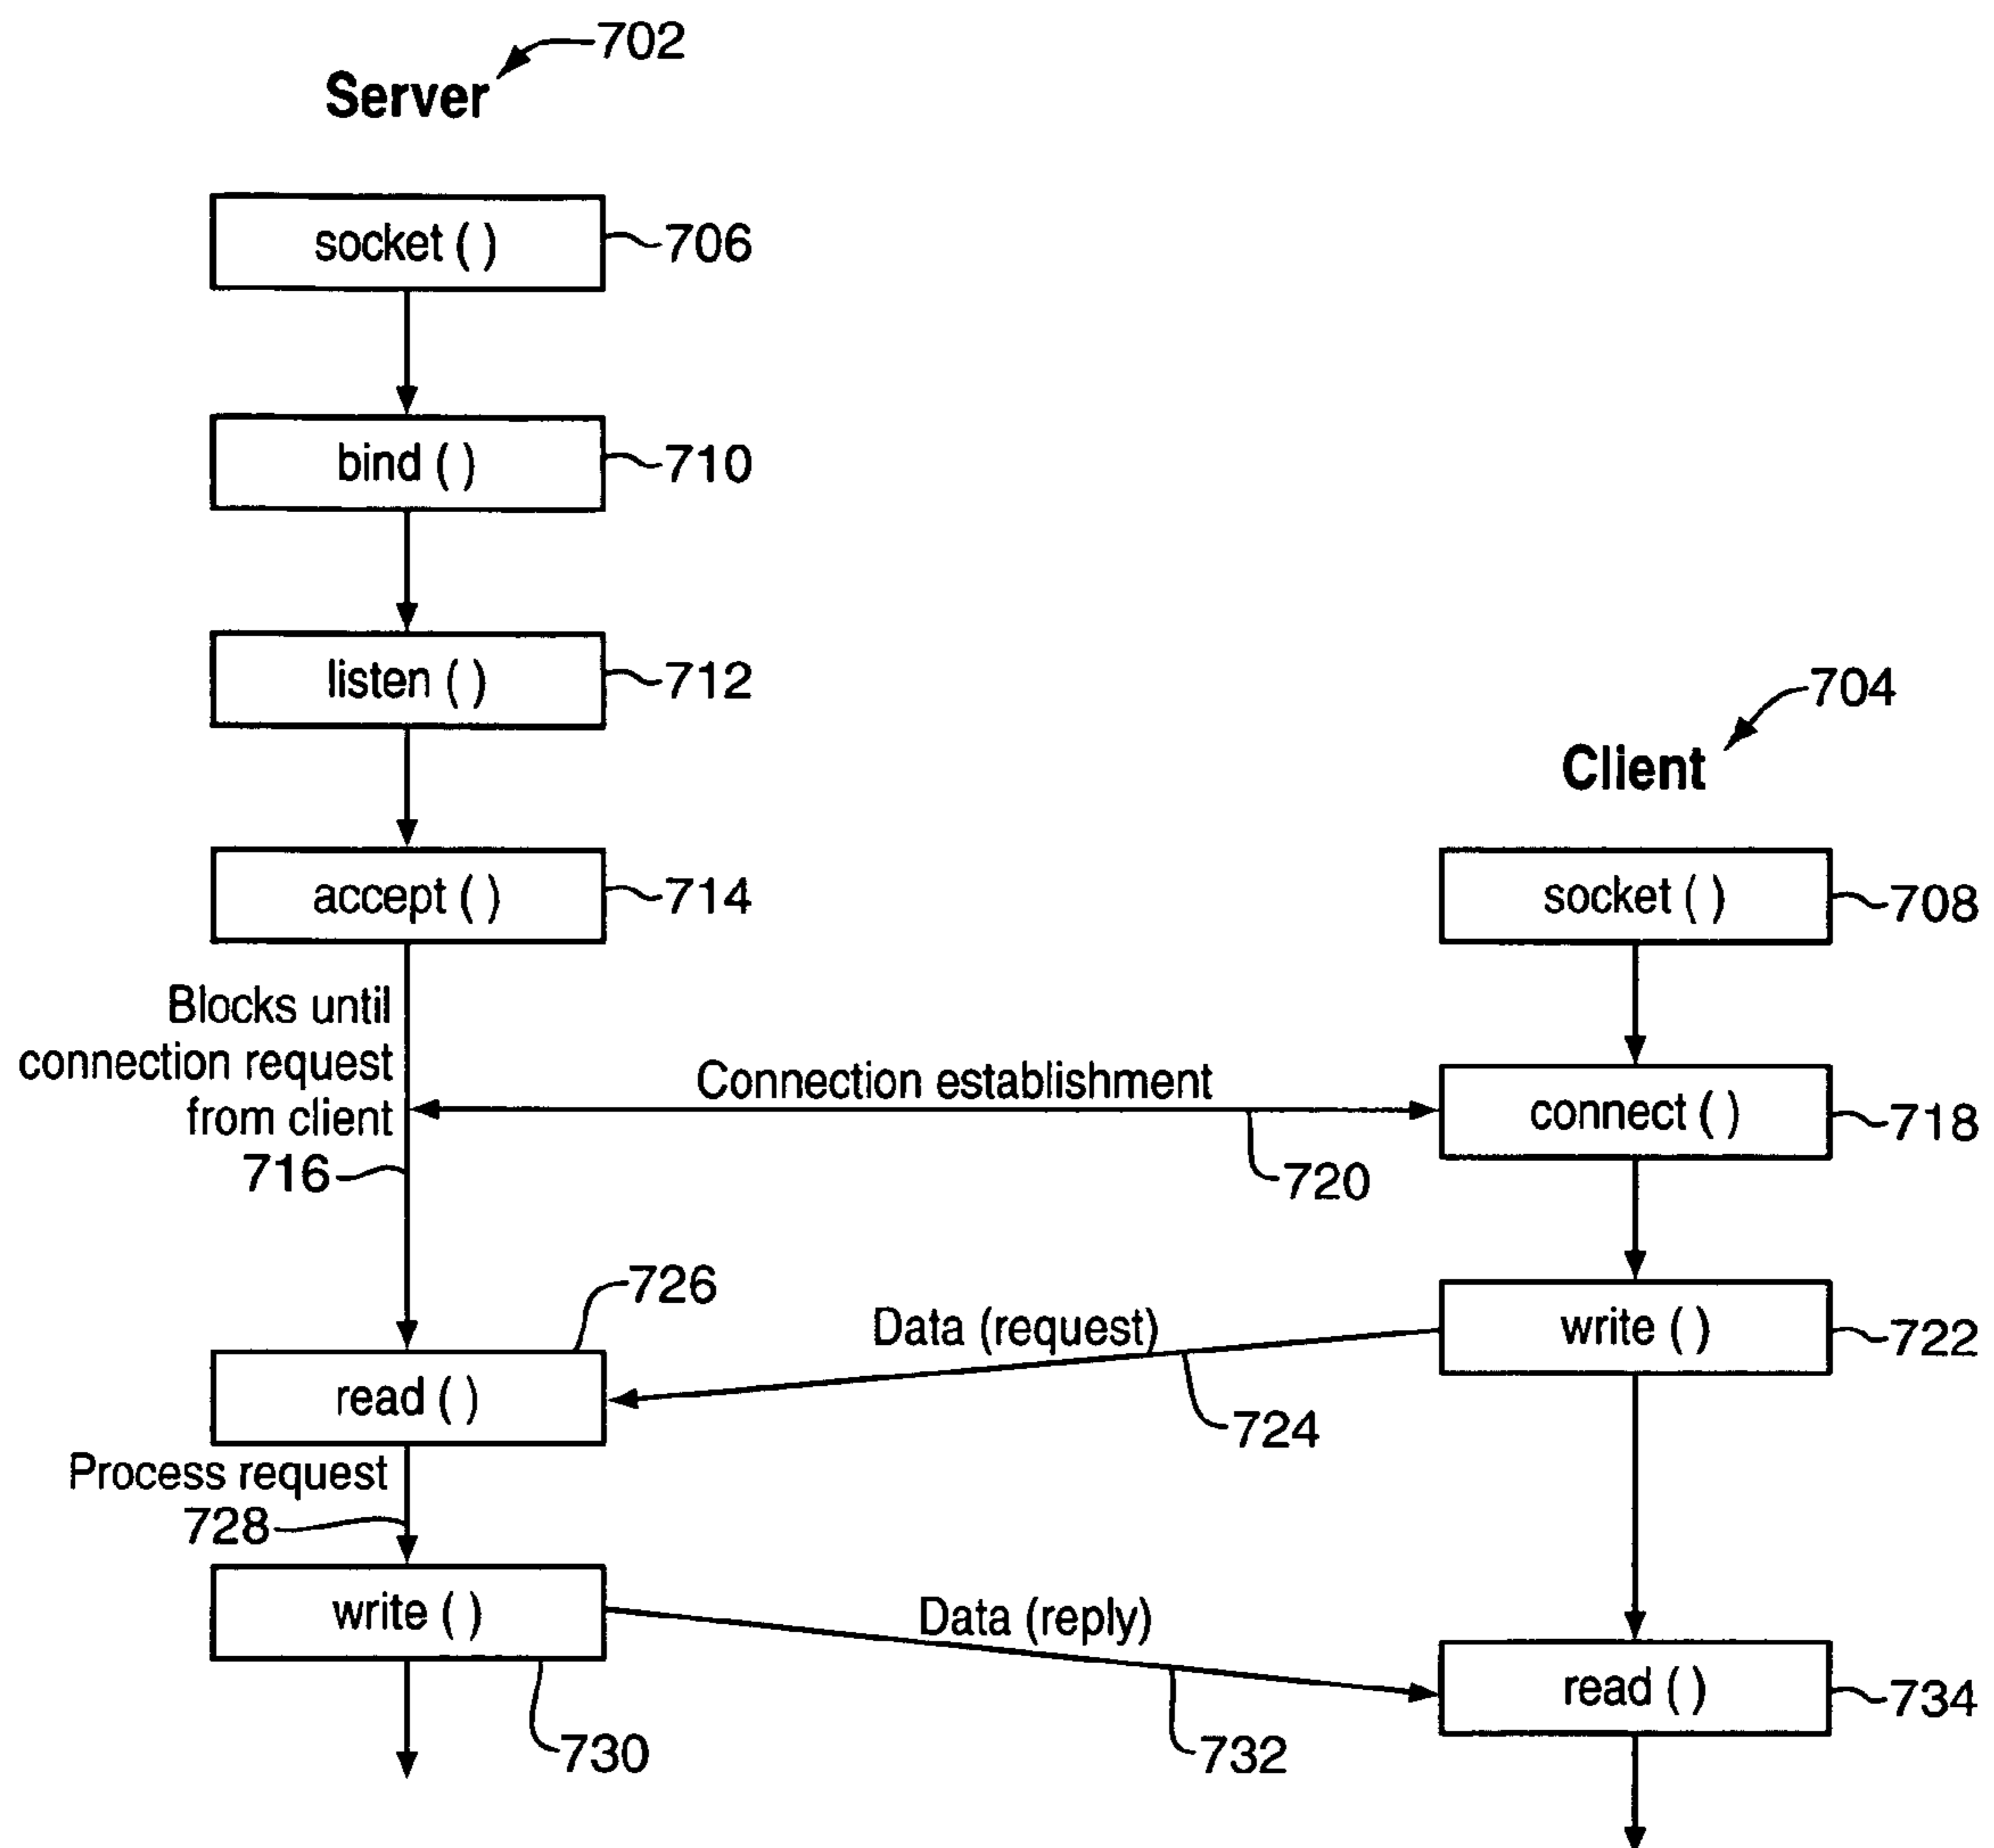 702
Server
socket ( )
706
bind ( )
710
listen ( )
712
704
Client
accept ( )
714
socket ( )
708
Blocks until
connection request
from client
716
Connection establishment
720
connect ( )
718
726
Data (request)
724
write ( )
722
read ( )
Process request
728
write ( )
730
Data (reply)
732
read ( )
734